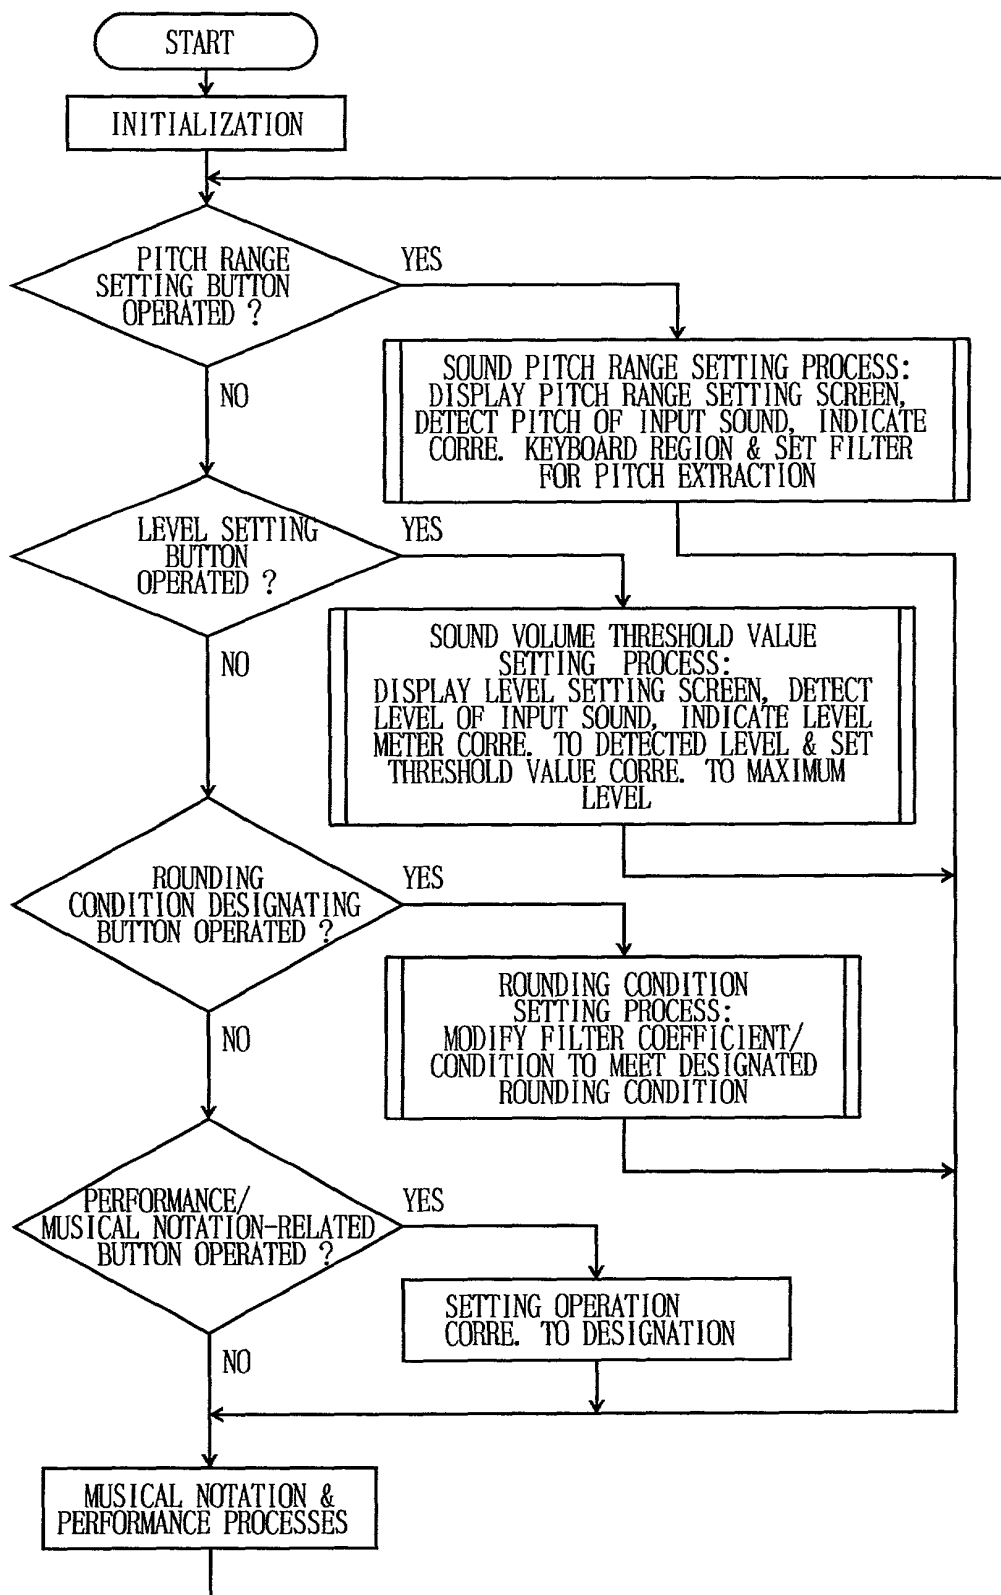 START
INITIALIZATION
PITCH RANGE
SETTING BUTTON
OPERATED ?
YES
NO
SOUND PITCH RANGE SETTING PROCESS:
DISPLAY PITCH RANGE SETTING SCREEN,
DETECT PITCH OF INPUT SOUND, INDICATE
CORRE. KEYBOARD REGION & SET FILTER
FOR PITCH EXTRACTION
LEVEL SETTING
BUTTON
OPERATED ?
YES
NO
SOUND VOLUME THRESHOLD VALUE
SETTING PROCESS:
DISPLAY LEVEL SETTING SCREEN, DETECT
LEVEL OF INPUT SOUND, INDICATE LEVEL
METER CORRE. TO DETECTED LEVEL & SET
THRESHOLD VALUE CORRE. TO MAXIMUM
LEVEL
ROUNDING
CONDITION DESIGNATING
BUTTON OPERATED ?
YES
NO
ROUNDING CONDITION
SETTING PROCESS:
MODIFY FILTER COEFFICIENT/
CONDITION TO MEET DESIGNATED
ROUNDING CONDITION
PERFORMANCE/
MUSICAL NOTATION-RELATED
BUTTON OPERATED ?
YES
NO
SETTING OPERATION
CORRE. TO DESIGNATION
MUSICAL NOTATION &
PERFORMANCE PROCESSES